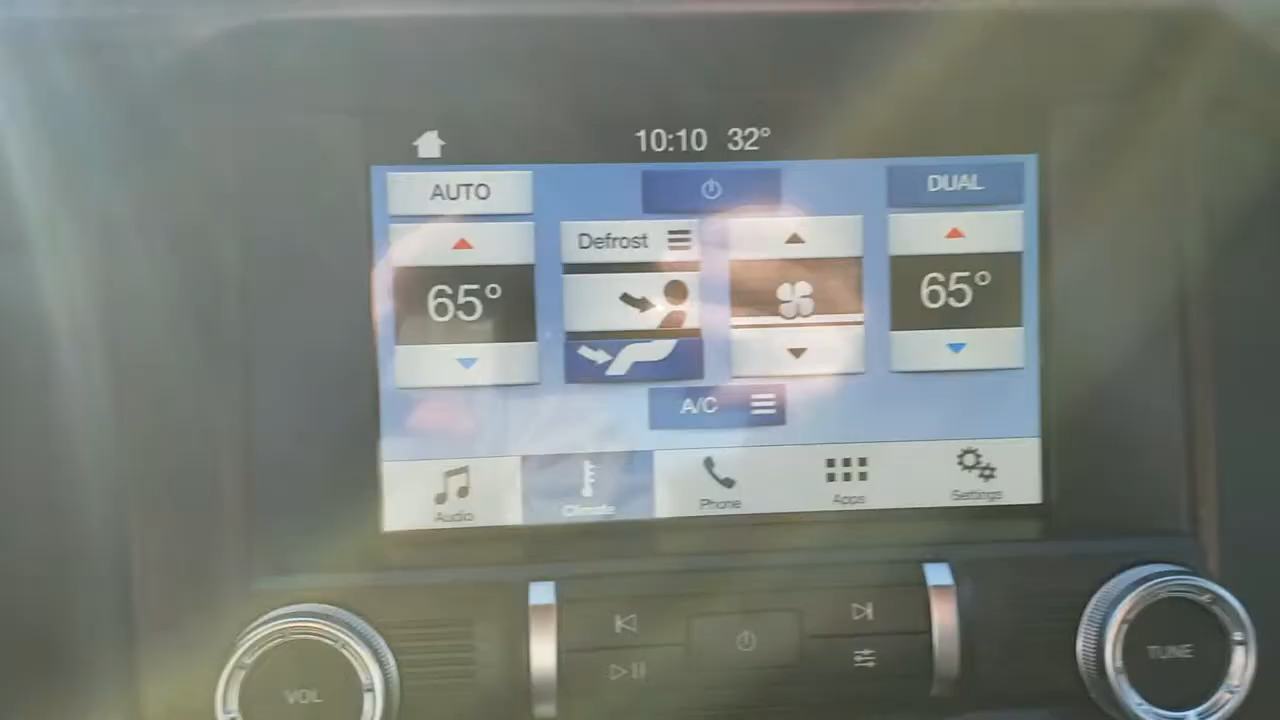 10:10 32°
AUTO
DUAL
Defrost
65°
65°
A/C
Audio
Climate
Phone
Apps
Settings
VOL
TUNE